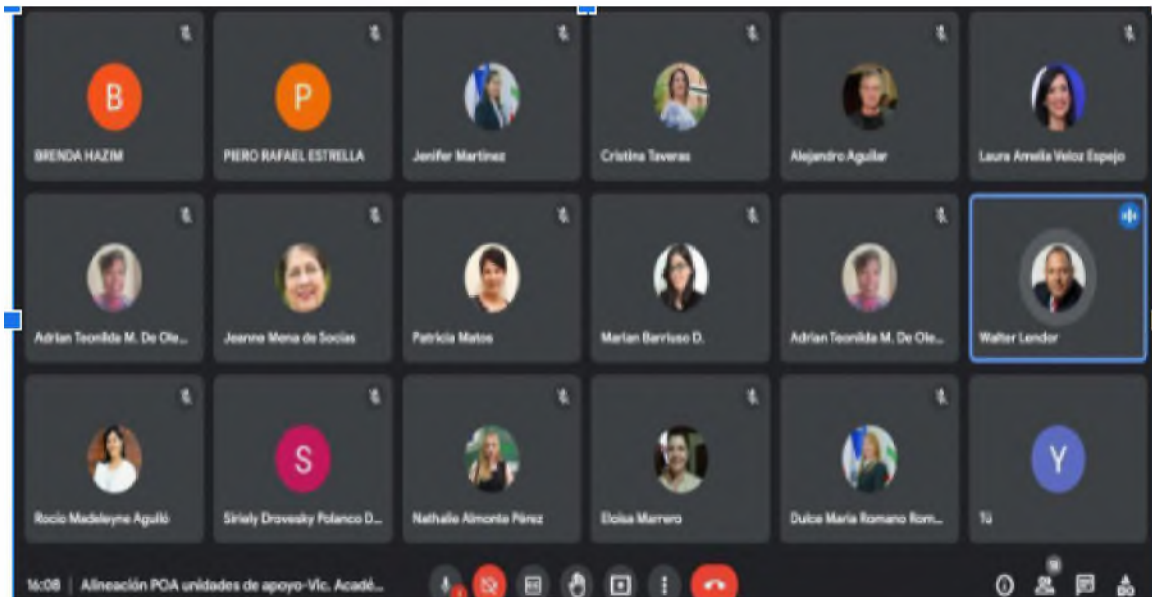 B
P
BRENDA HAZIM
PIERO RAFAEL ESTRELLA
Jenifer Martinez
Cristina Taveras
Alejandro Aguilar
Laura Amelia Veloz Espejo
Adrian Teonilda M. De Ole...
Jeanne Mena de Socias
Patricia Matos
Marian Barriuso D.
Adrian Teonilda M. De Ole...
Walter Lendor
S
Y
Rocio Madeleyne Agulló
Siriely Drovesky Polanco D...
Nathalie Almonte Pérez
Eloisa Marrero
Dulce Maria Romano Rom...
Tú
16:08 | Alineación POA unidades de apoyo-Vic. Acadé...